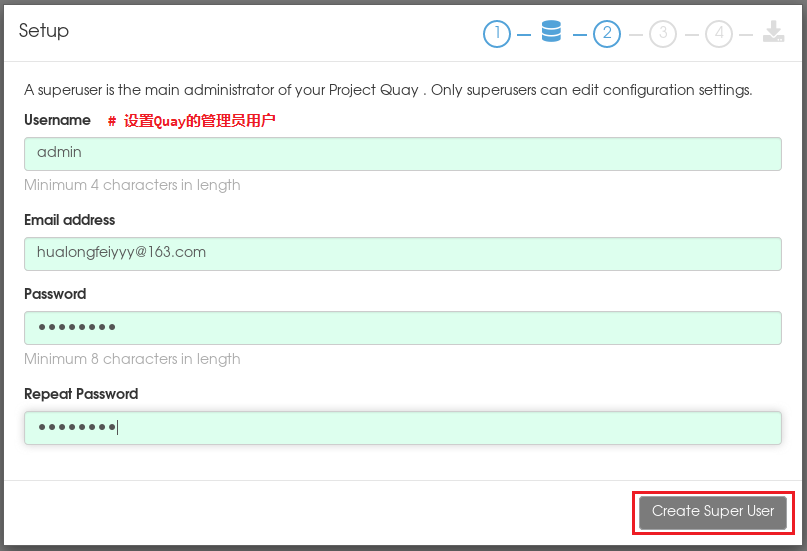 Setup
1 2 3 4
A superuser is the main administrator of your Project Quay . Only superusers can edit configuration settings.
Username # 设置Quay的管理员用户
admin
Minimum 4 characters in length
Email address
hualongfeiyyy@163.com
Password
••••••••
Minimum 8 characters in length
Repeat Password
••••••••
Create Super User